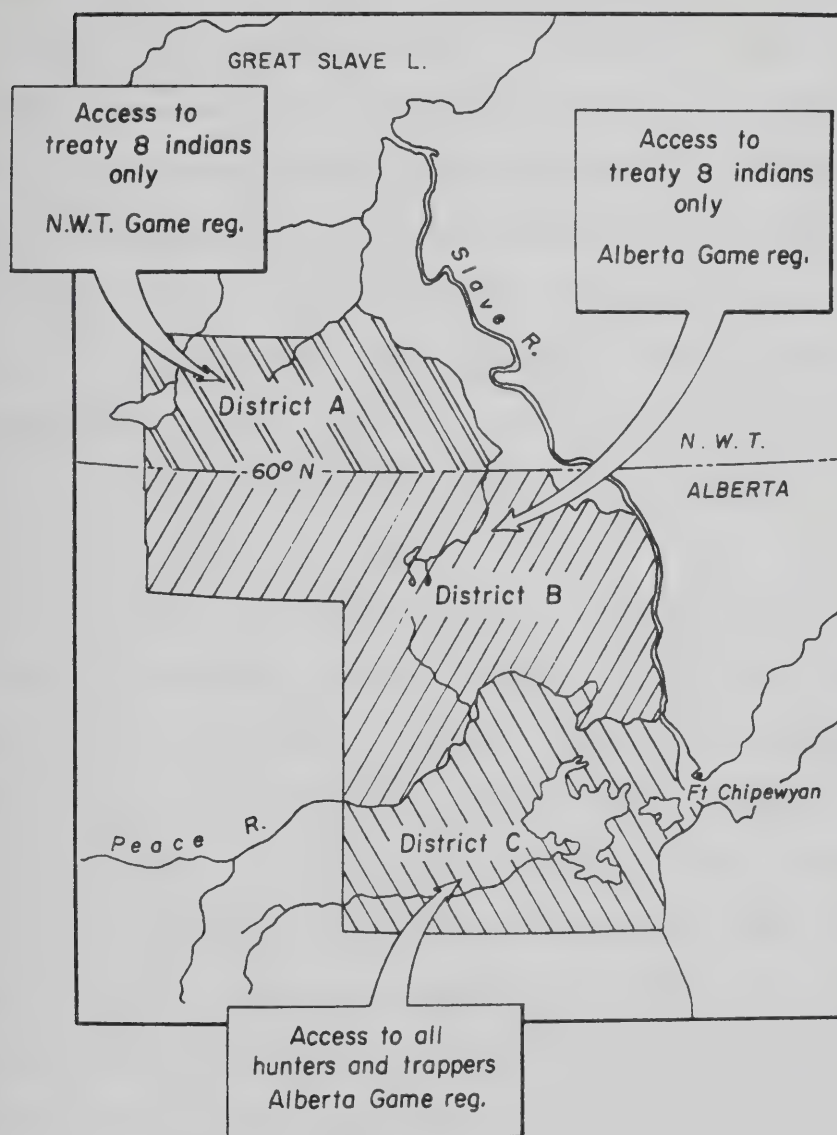 GREAT SLAVE L.
Access to
treaty 8 indians
only
N.W.T. Game reg.
Access to
treaty 8 indians
only
Alberta Game reg.
Slave R.
District A
N. W. T.
60° N
ALBERTA
District B
Ft Chipewyan
Peace R.
District C
Access to all
hunters and trappers
Alberta Game reg.